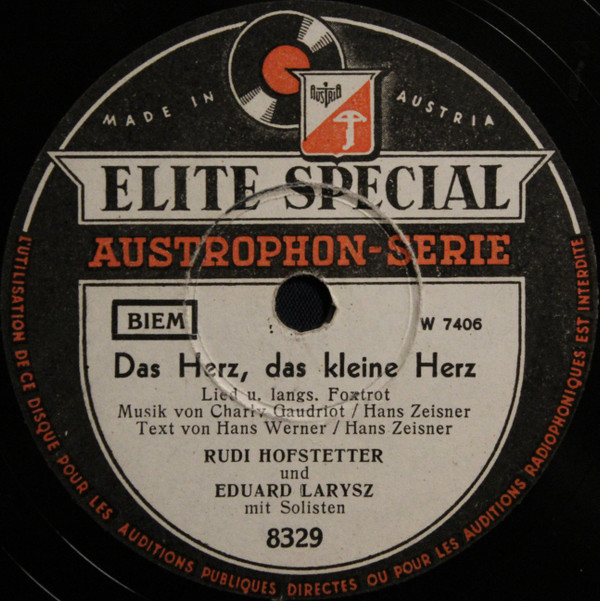 MADE IN AUSTRIA
AUSTRIA
ELITE SPECIAL
AUSTROPHON-SERIE
BIEM
W 7406
Das Herz, das kleine Herz
Lied u. langs. Foxtrot
Musik von Charly Gaudriot / Hans Zeisner
Text von Hans Werner / Hans Zeisner
RUDI HOFSTETTER
und
EDUARD LARYSZ
mit Solisten
8329
L'UTILISATION DE CE DISQUE POUR LES AUDITIONS PUBLIQUES DIRECTES OU POUR LES AUDITIONS RADIOPHONIQUES EST INTERDITE